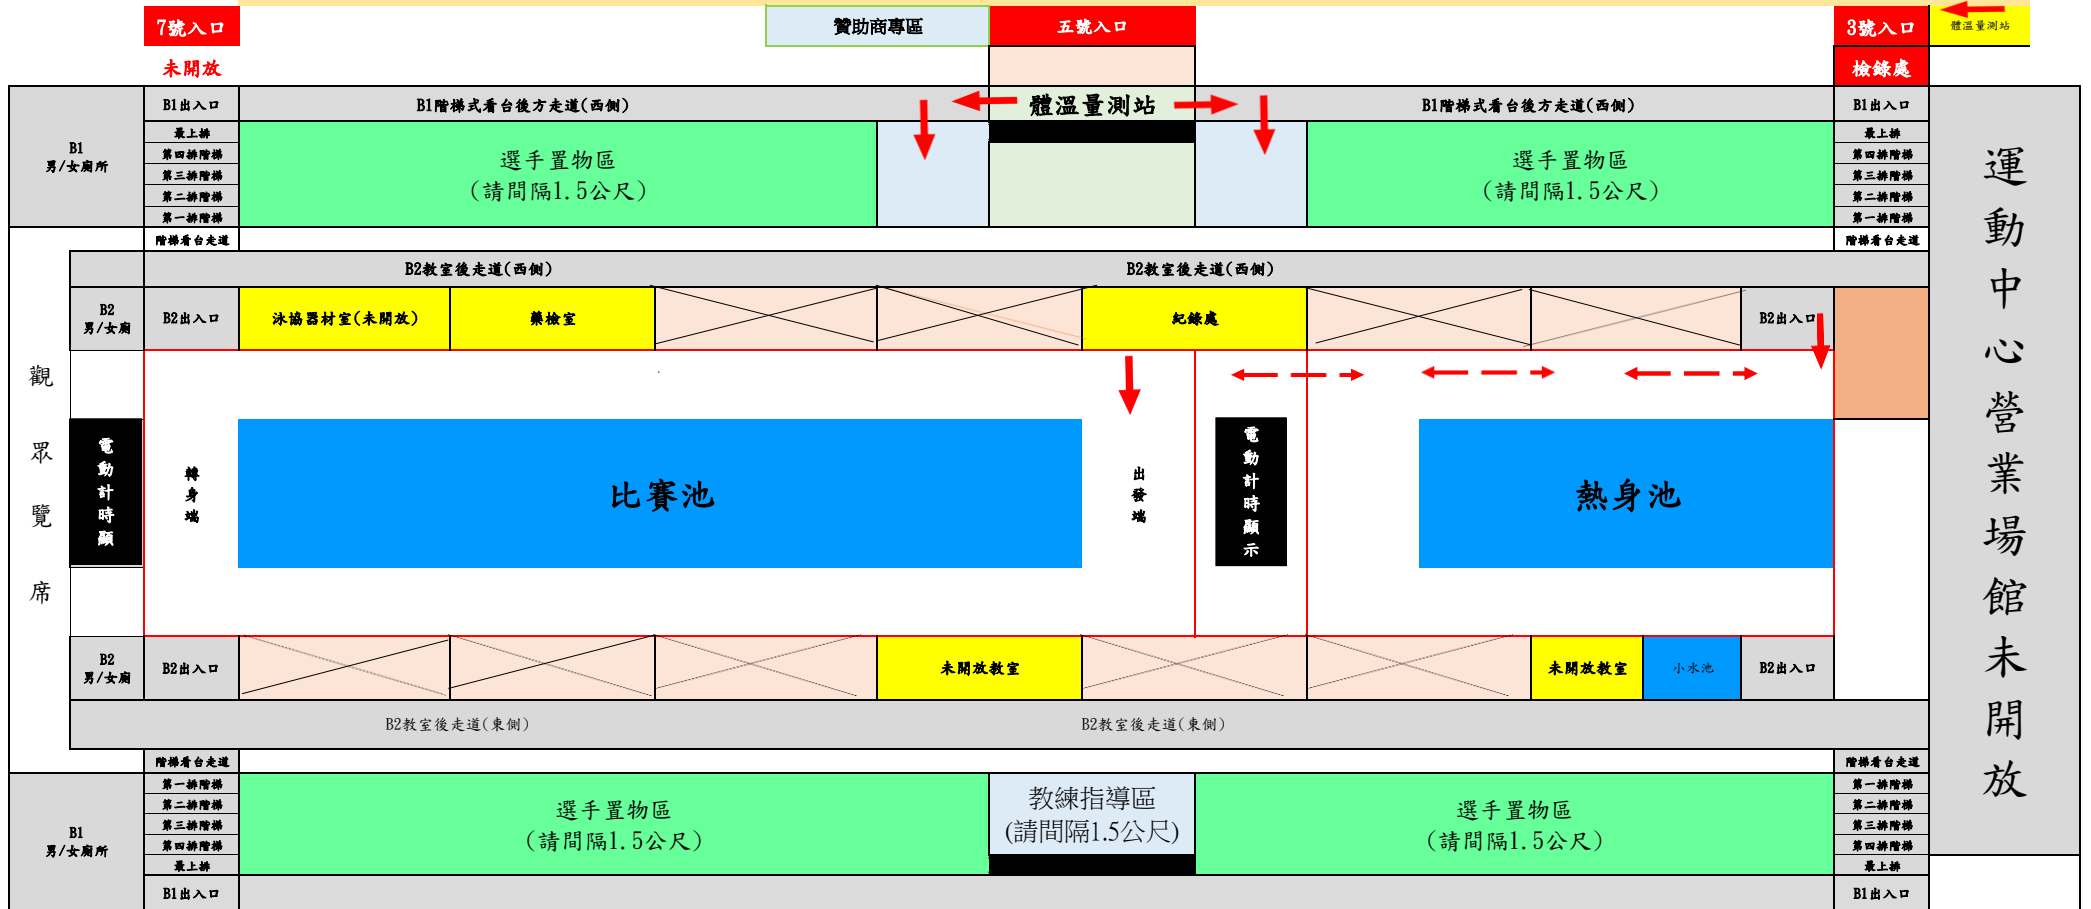 7號入口
贊助商專區
五號入口
3號入口
體溫量測站
未開放
檢錄處
B1
男/女廁所
B1出入口
B1階梯式看台後方走道(西側)
體溫量測站
B1階梯式看台後方走道(西側)
B1出入口
最上排
第四排階梯
第三排階梯
第二排階梯
第一排階梯
選手置物區
(請間隔1.5公尺)
選手置物區
(請間隔1.5公尺)
最上排
第四排階梯
第三排階梯
第二排階梯
第一排階梯
階梯看台走道
階梯看台走道
B2教室後走道(西側)
B2教室後走道(西側)
B2
男/女廁
B2出入口
泳協器材室(未開放)
藥檢室
紀錄處
B2出入口
觀眾覽席
電動計時顯
轉身端
比賽池
出發端
電動計時顯示
熱身池
運動中心營業場館未開放
B2
男/女廁
B2出入口
未開放教室
未開放教室
小水池
B2出入口
B2教室後走道(東側)
B2教室後走道(東側)
階梯看台走道
階梯看台走道
B1
男/女廁所
第一排階梯
第二排階梯
第三排階梯
第四排階梯
最上排
選手置物區
(請間隔1.5公尺)
教練指導區
(請間隔1.5公尺)
選手置物區
(請間隔1.5公尺)
第一排階梯
第二排階梯
第三排階梯
第四排階梯
最上排
B1出入口
B1出入口